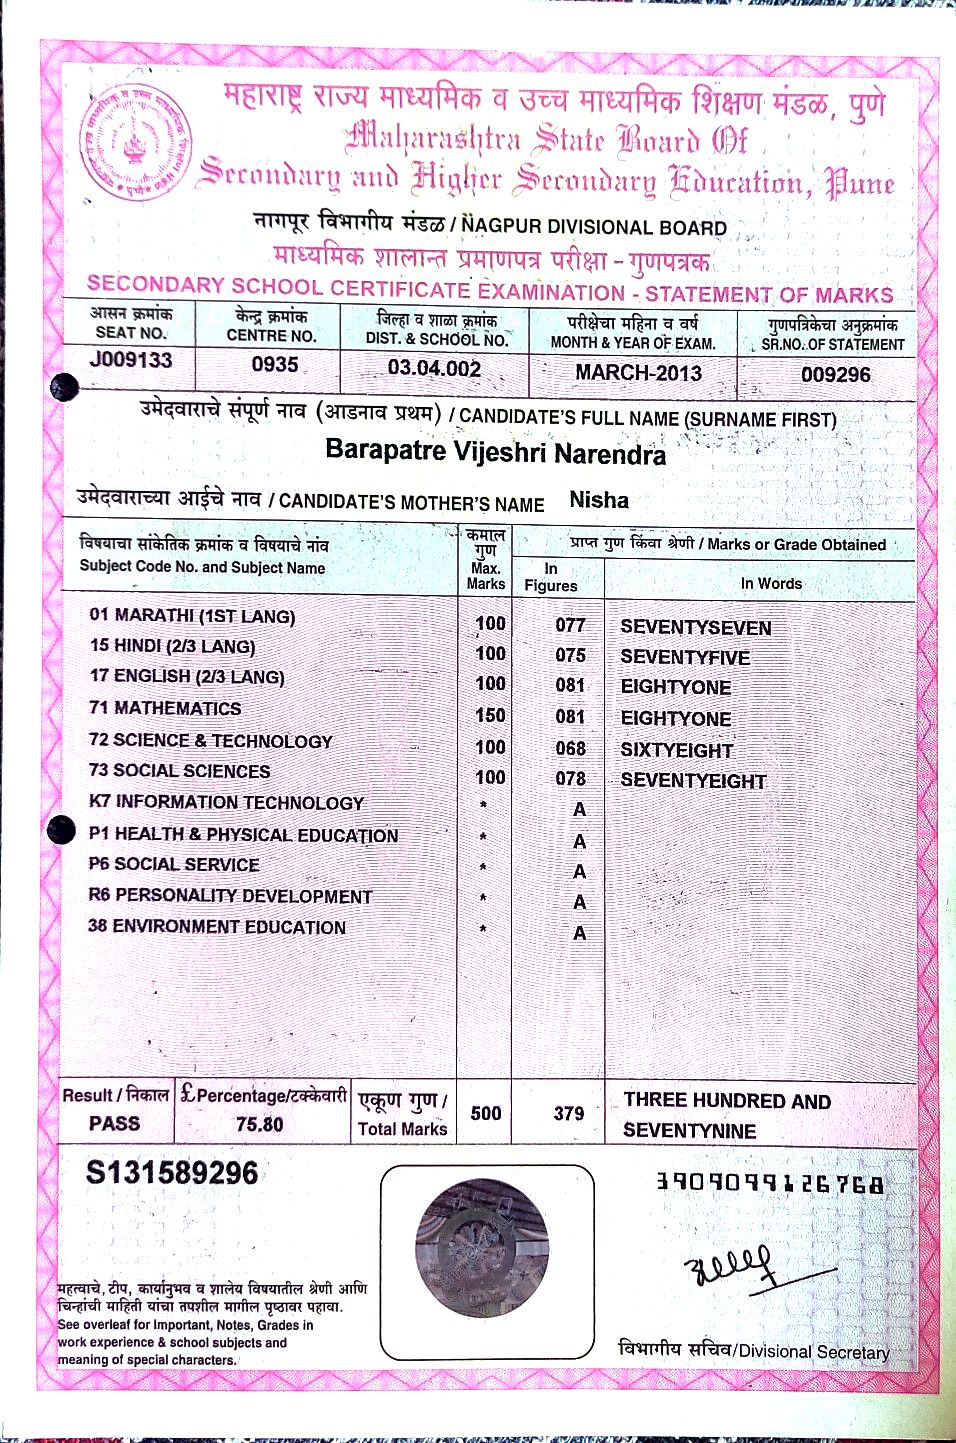 महाराष्ट्र राज्य माध्यमिक व उच्च माध्यमिक शिक्षण मंडळ, पुणे
Maharashtra State Board Of
Secondary and Higher Secondary Education, Pune
नागपूर विभागीय मंडळ / NAGPUR DIVISIONAL BOARD
माध्यमिक शालान्त प्रमाणपत्र परीक्षा - गुणपत्रक
SECONDARY SCHOOL CERTIFICATE EXAMINATION - STATEMENT OF MARKS
आसन क्रमांक केन्द्र क्रमांक जिल्हा व शाळा क्रमांक परीक्षेचा महिना व वर्ष गुणपत्रिकेचा अनुक्रमांक
SEAT NO. CENTRE NO. DIST. & SCHOOL NO. MONTH & YEAR OF EXAM. SR.NO. OF STATEMENT
J009133 0935 03.04.002 MARCH-2013 009296
उमेदवाराचे संपूर्ण नाव (आडनाव प्रथम) / CANDIDATE'S FULL NAME (SURNAME FIRST)
Barapatre Vijeshri Narendra
उमेदवाराच्या आईचे नाव / CANDIDATE'S MOTHER'S NAME Nisha
विषयाचा सांकेतिक क्रमांक व विषयाचे नांव
Subject Code No. and Subject Name
कमाल
गुण
Max.
Marks
प्राप्त गुण किंवा श्रेणी / Marks or Grade Obtained
In
Figures
In Words
01 MARATHI (1ST LANG) 100 077 SEVENTYSEVEN
15 HINDI (2/3 LANG) 100 075 SEVENTYFIVE
17 ENGLISH (2/3 LANG) 100 081 EIGHTYONE
71 MATHEMATICS 150 081 EIGHTYONE
72 SCIENCE & TECHNOLOGY 100 068 SIXTYEIGHT
73 SOCIAL SCIENCES 100 078 SEVENTYEIGHT
K7 INFORMATION TECHNOLOGY * A
P1 HEALTH & PHYSICAL EDUCATION * A
P6 SOCIAL SERVICE * A
R6 PERSONALITY DEVELOPMENT * A
38 ENVIRONMENT EDUCATION * A
Result / निकाल £Percentage/टक्केवारी एकूण गुण / 500 379 THREE HUNDRED AND
PASS 75.80 Total Marks SEVENTYNINE
S131589296
3909099126768
महत्वाचे, टीप, कार्यानुभव व शालेय विषयातील श्रेणी आणि
चिन्हांची माहिती यांचा तपशील मागील पृष्ठावर पहावा.
See overleaf for Important, Notes, Grades in
work experience & school subjects and
meaning of special characters.
विभागीय सचिव/Divisional Secretary